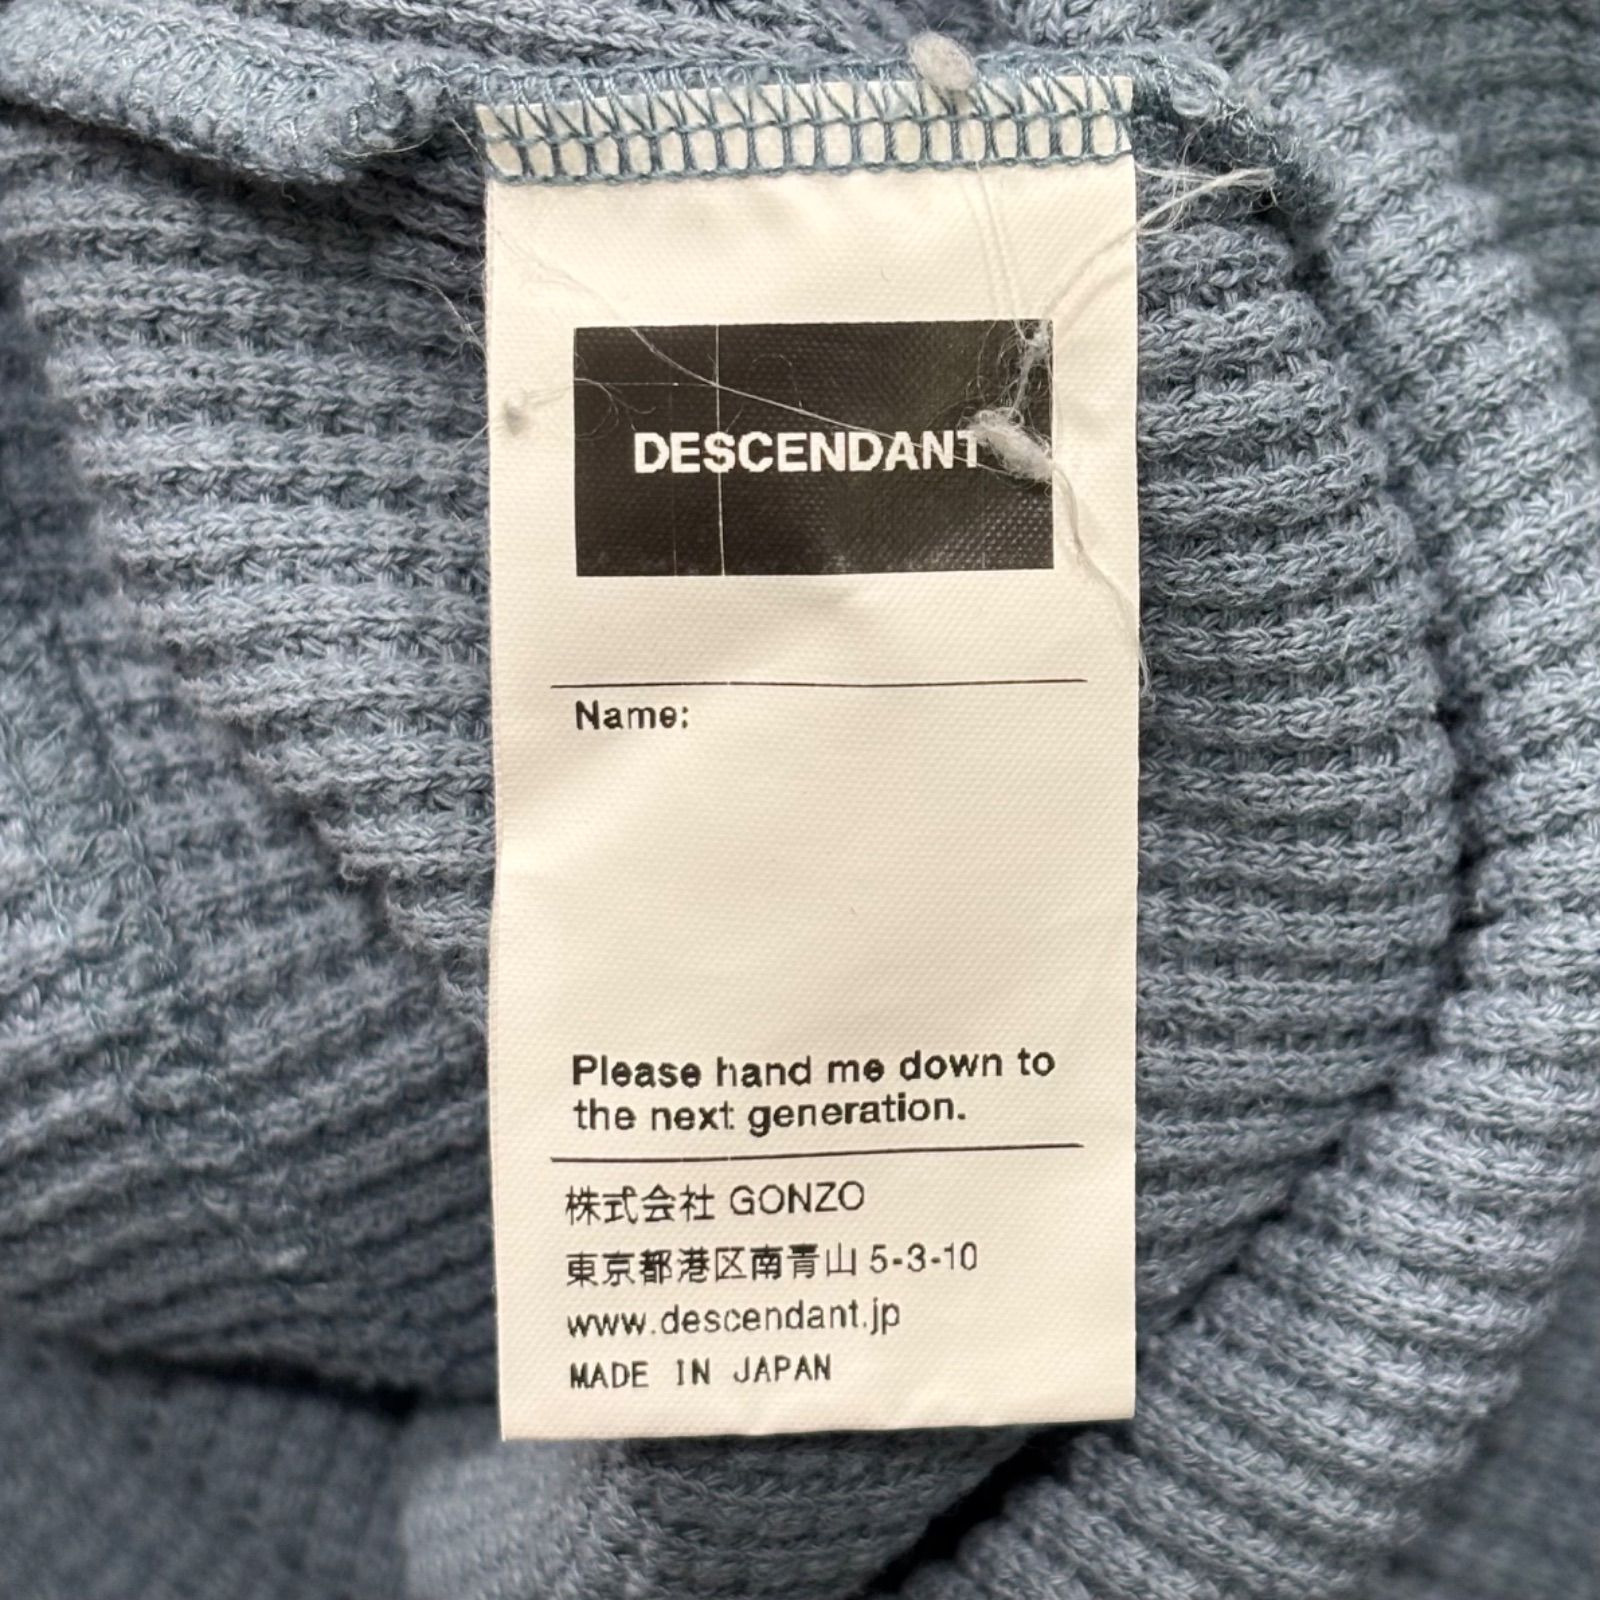 DESCENDANT
Name:
Please hand me down to
the next generation.
株式会社 GONZO
東京都港区南青山 5-3-10
www.descendant.jp
MADE IN JAPAN